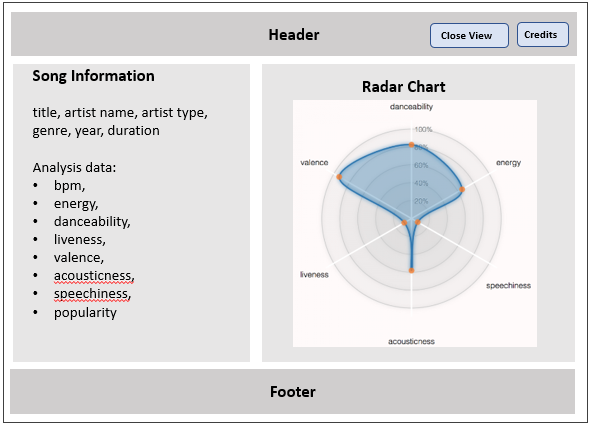 Header
Close View
Credits
Song Information
title, artist name, artist type,
genre, year, duration
Analysis data:
• bpm,
• energy,
• danceability,
• liveness,
• valence,
• acousticness,
• speechiness,
• popularity
Radar Chart
danceability
100%
80%
60%
40%
20%
valence
energy
liveness
speechiness
acousticness
Footer